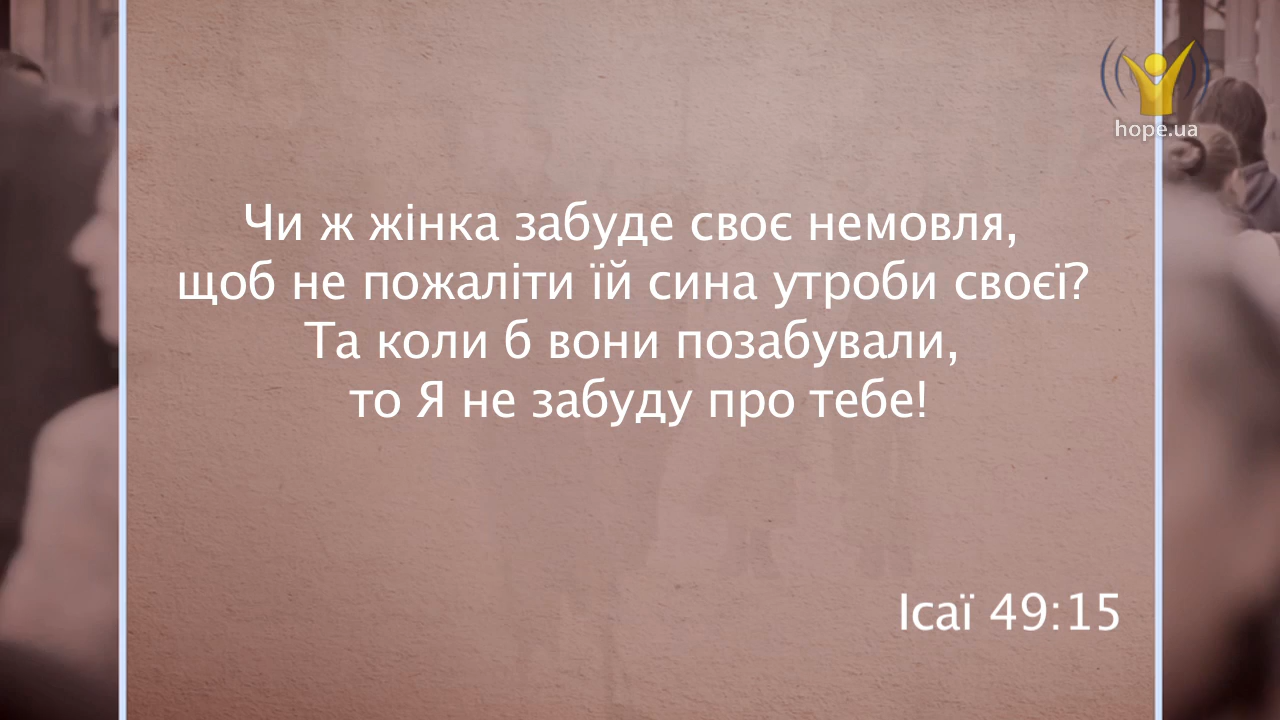 hope.ua
Чи ж жінка забуде своє немовля,
щоб не пожаліти їй сина утроби своєї?
Та коли б вони позабували,
то Я не забуду про тебе!
Ісаї 49:15